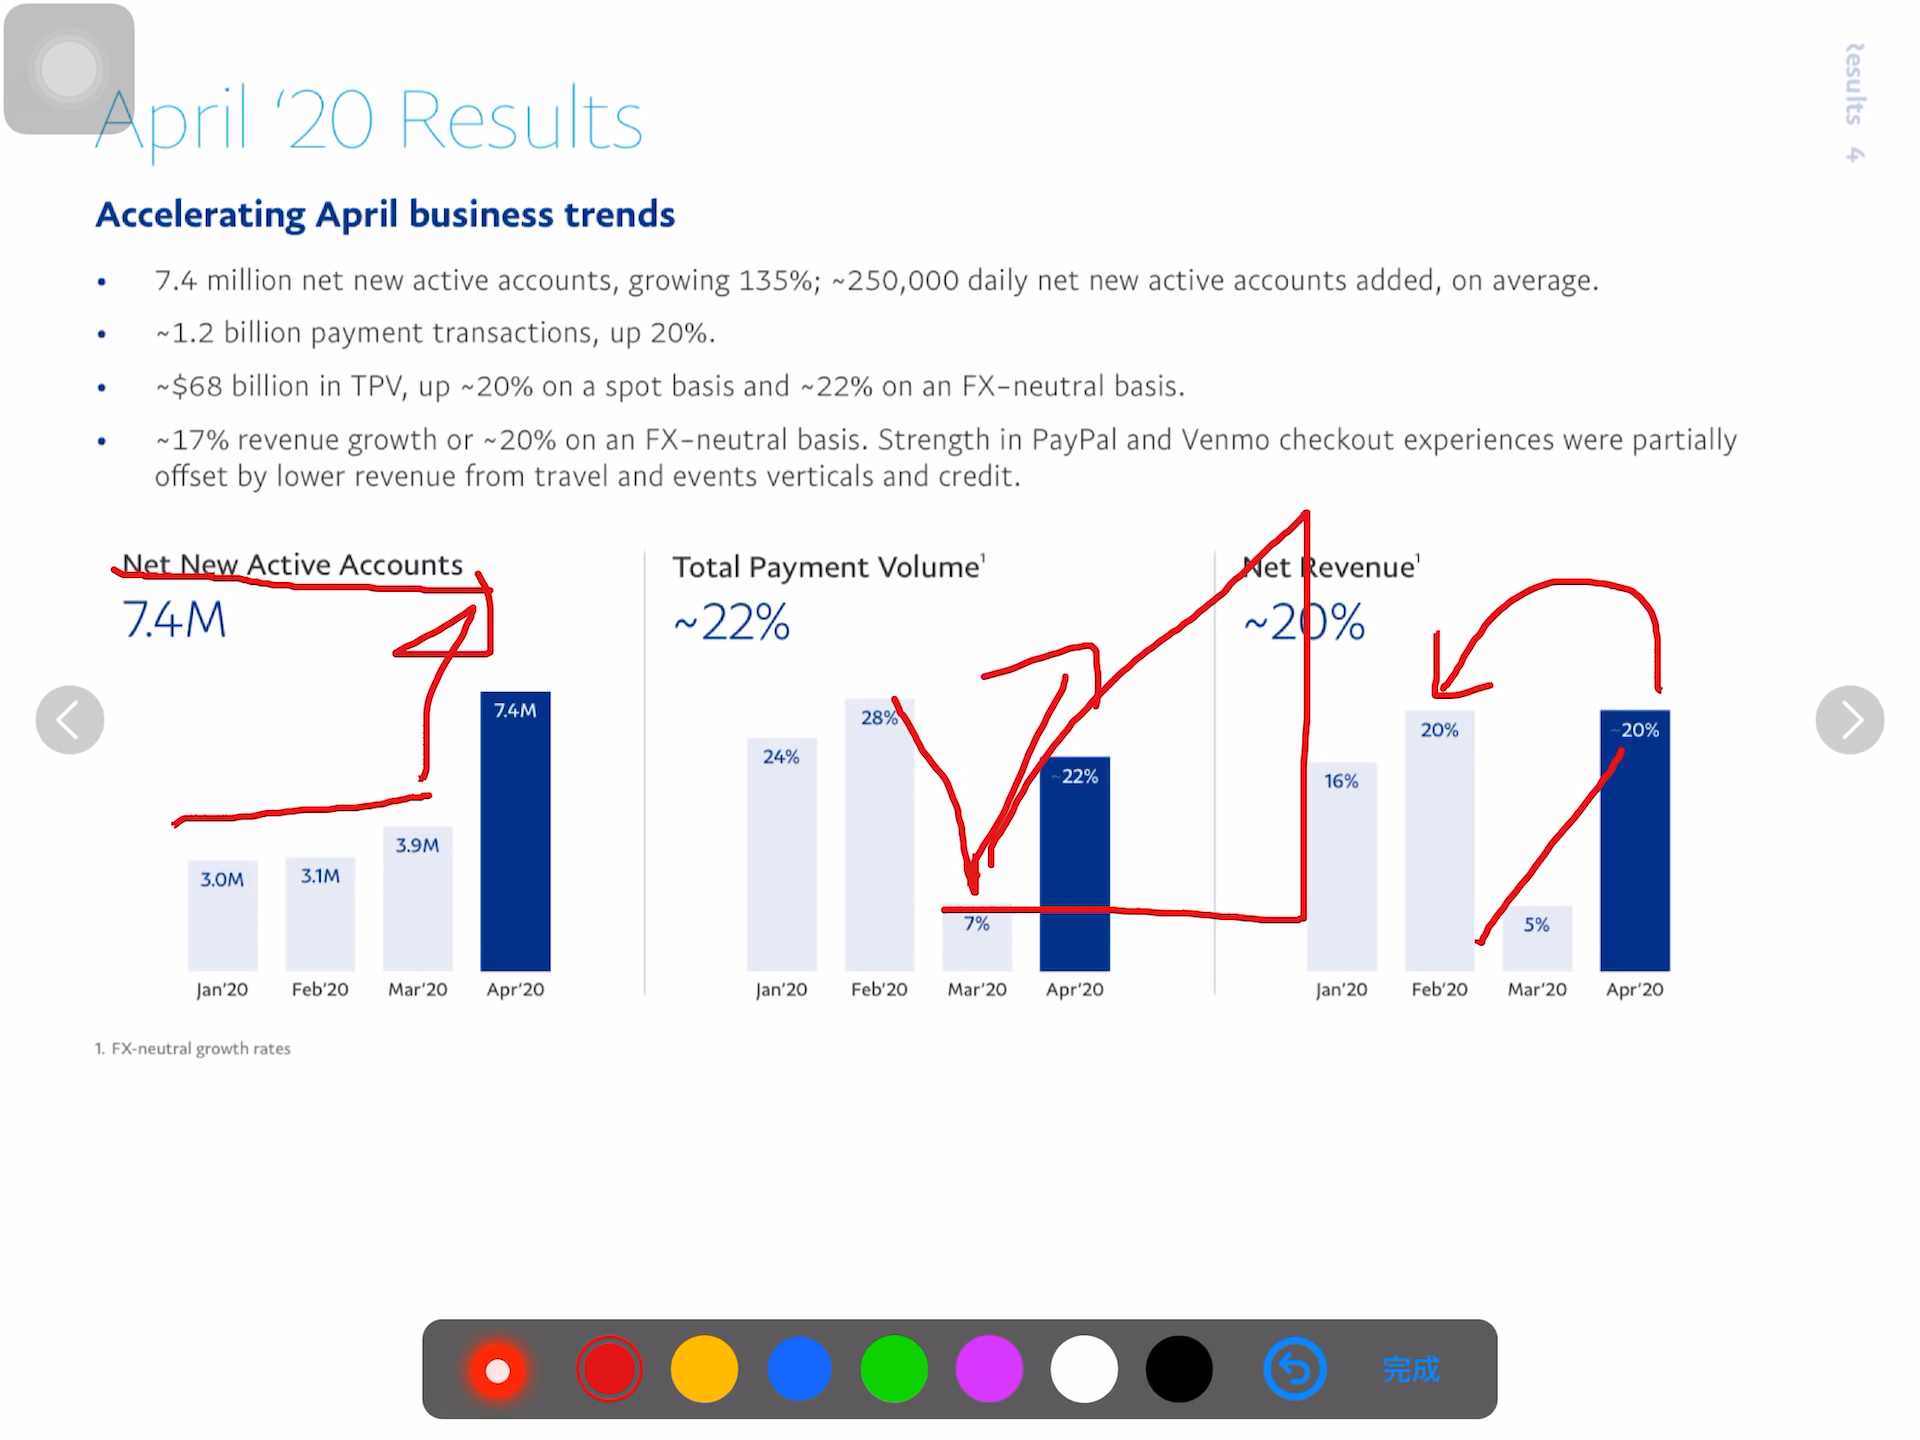 Results 4
April ‘20 Results
Accelerating April business trends
• 7.4 million net new active accounts, growing 135%; ~250,000 daily net new active accounts added, on average.
• ~1.2 billion payment transactions, up 20%.
• ~$68 billion in TPV, up ~20% on a spot basis and ~22% on an FX-neutral basis.
• ~17% revenue growth or ~20% on an FX-neutral basis. Strength in PayPal and Venmo checkout experiences were partially
offset by lower revenue from travel and events verticals and credit.
Net New Active Accounts
7.4M
3.0M 3.1M 3.9M 7.4M
Jan'20 Feb'20 Mar'20 Apr'20
Total Payment Volume¹
~22%
24% 28% 7% ~22%
Jan'20 Feb'20 Mar'20 Apr'20
Net Revenue¹
~20%
16% 20% 5% ~20%
Jan'20 Feb'20 Mar'20 Apr'20
1. FX-neutral growth rates
完成